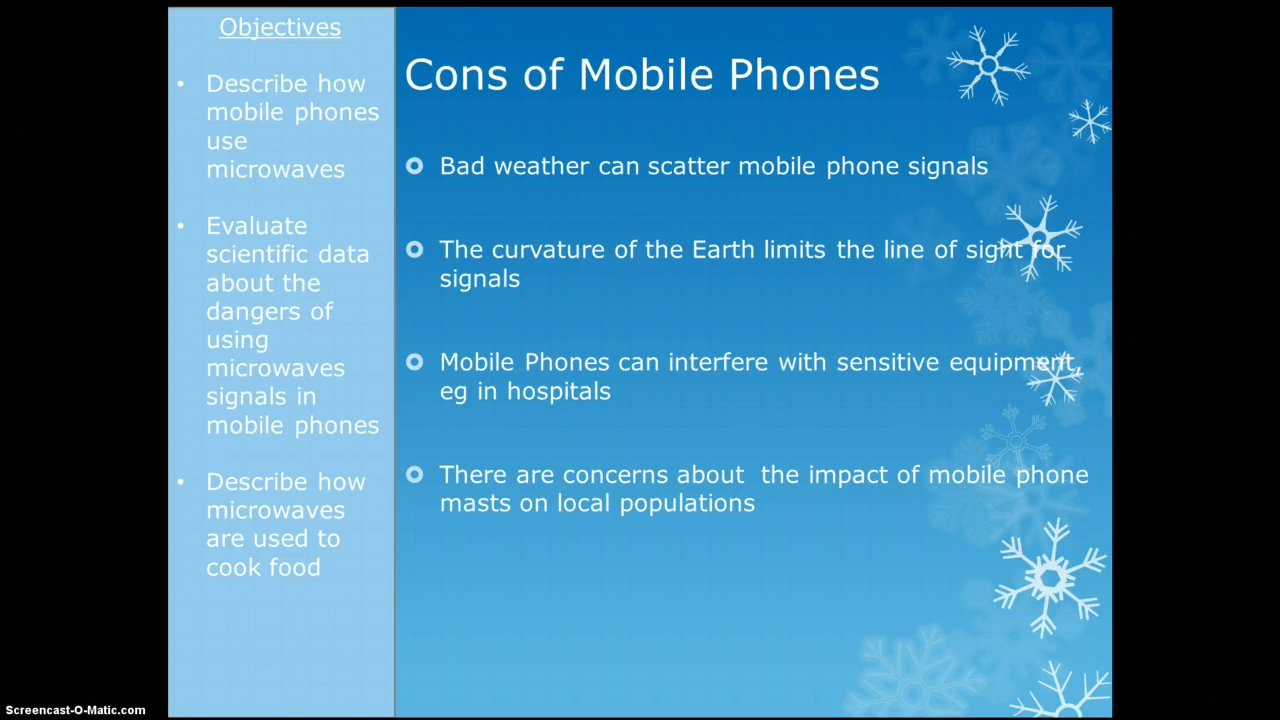 Objectives
• Describe how
mobile phones
use
microwaves
• Evaluate
scientific data
about the
dangers of
using
microwaves
signals in
mobile phones
• Describe how
microwaves
are used to
cook food
Cons of Mobile Phones
Bad weather can scatter mobile phone signals
The curvature of the Earth limits the line of sight for
signals
Mobile Phones can interfere with sensitive equipment,
eg in hospitals
There are concerns about  the impact of mobile phone
masts on local populations
Screencast-O-Matic.com